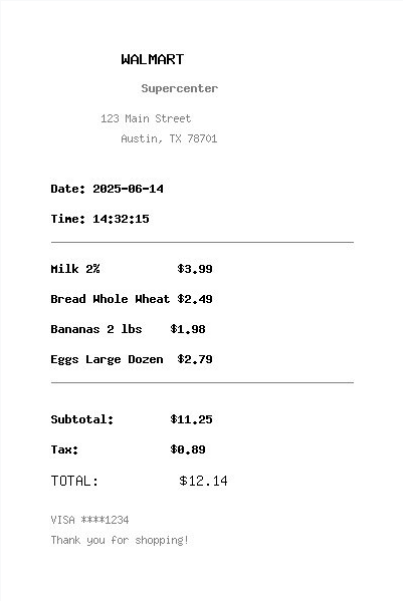 WALMART
Supercenter
123 Main Street
Austin, TX 78701
Date: 2025-06-14
Time: 14:32:15
Milk 2% $3.99
Bread Whole Wheat $2.49
Bananas 2 lbs $1.98
Eggs Large Dozen $2.79
Subtotal: $11.25
Tax: $0.89
TOTAL: $12.14
VISA ****1234
Thank you for shopping!